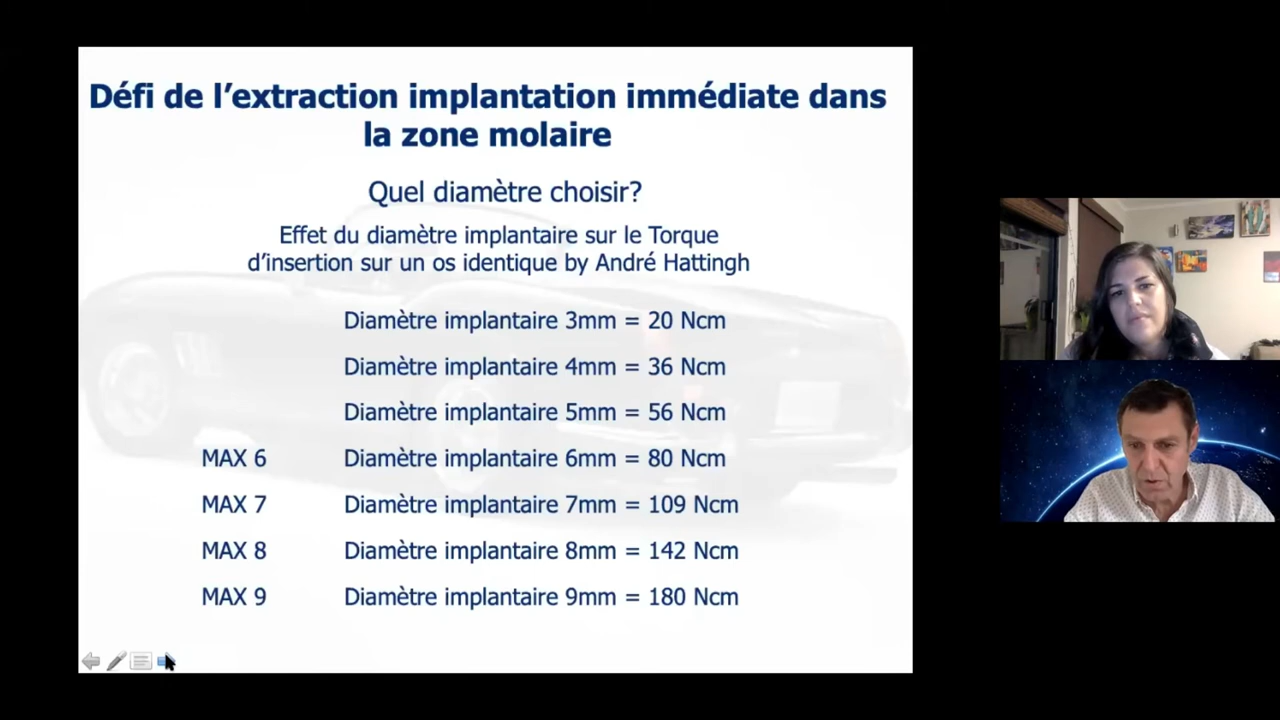 Défi de l’extraction implantation immédiate dans
la zone molaire
Quel diamètre choisir?
Effet du diamètre implantaire sur le Torque
d’insertion sur un os identique by André Hattingh
Diamètre implantaire 3mm = 20 Ncm
Diamètre implantaire 4mm = 36 Ncm
Diamètre implantaire 5mm = 56 Ncm
MAX 6 Diamètre implantaire 6mm = 80 Ncm
MAX 7 Diamètre implantaire 7mm = 109 Ncm
MAX 8 Diamètre implantaire 8mm = 142 Ncm
MAX 9 Diamètre implantaire 9mm = 180 Ncm